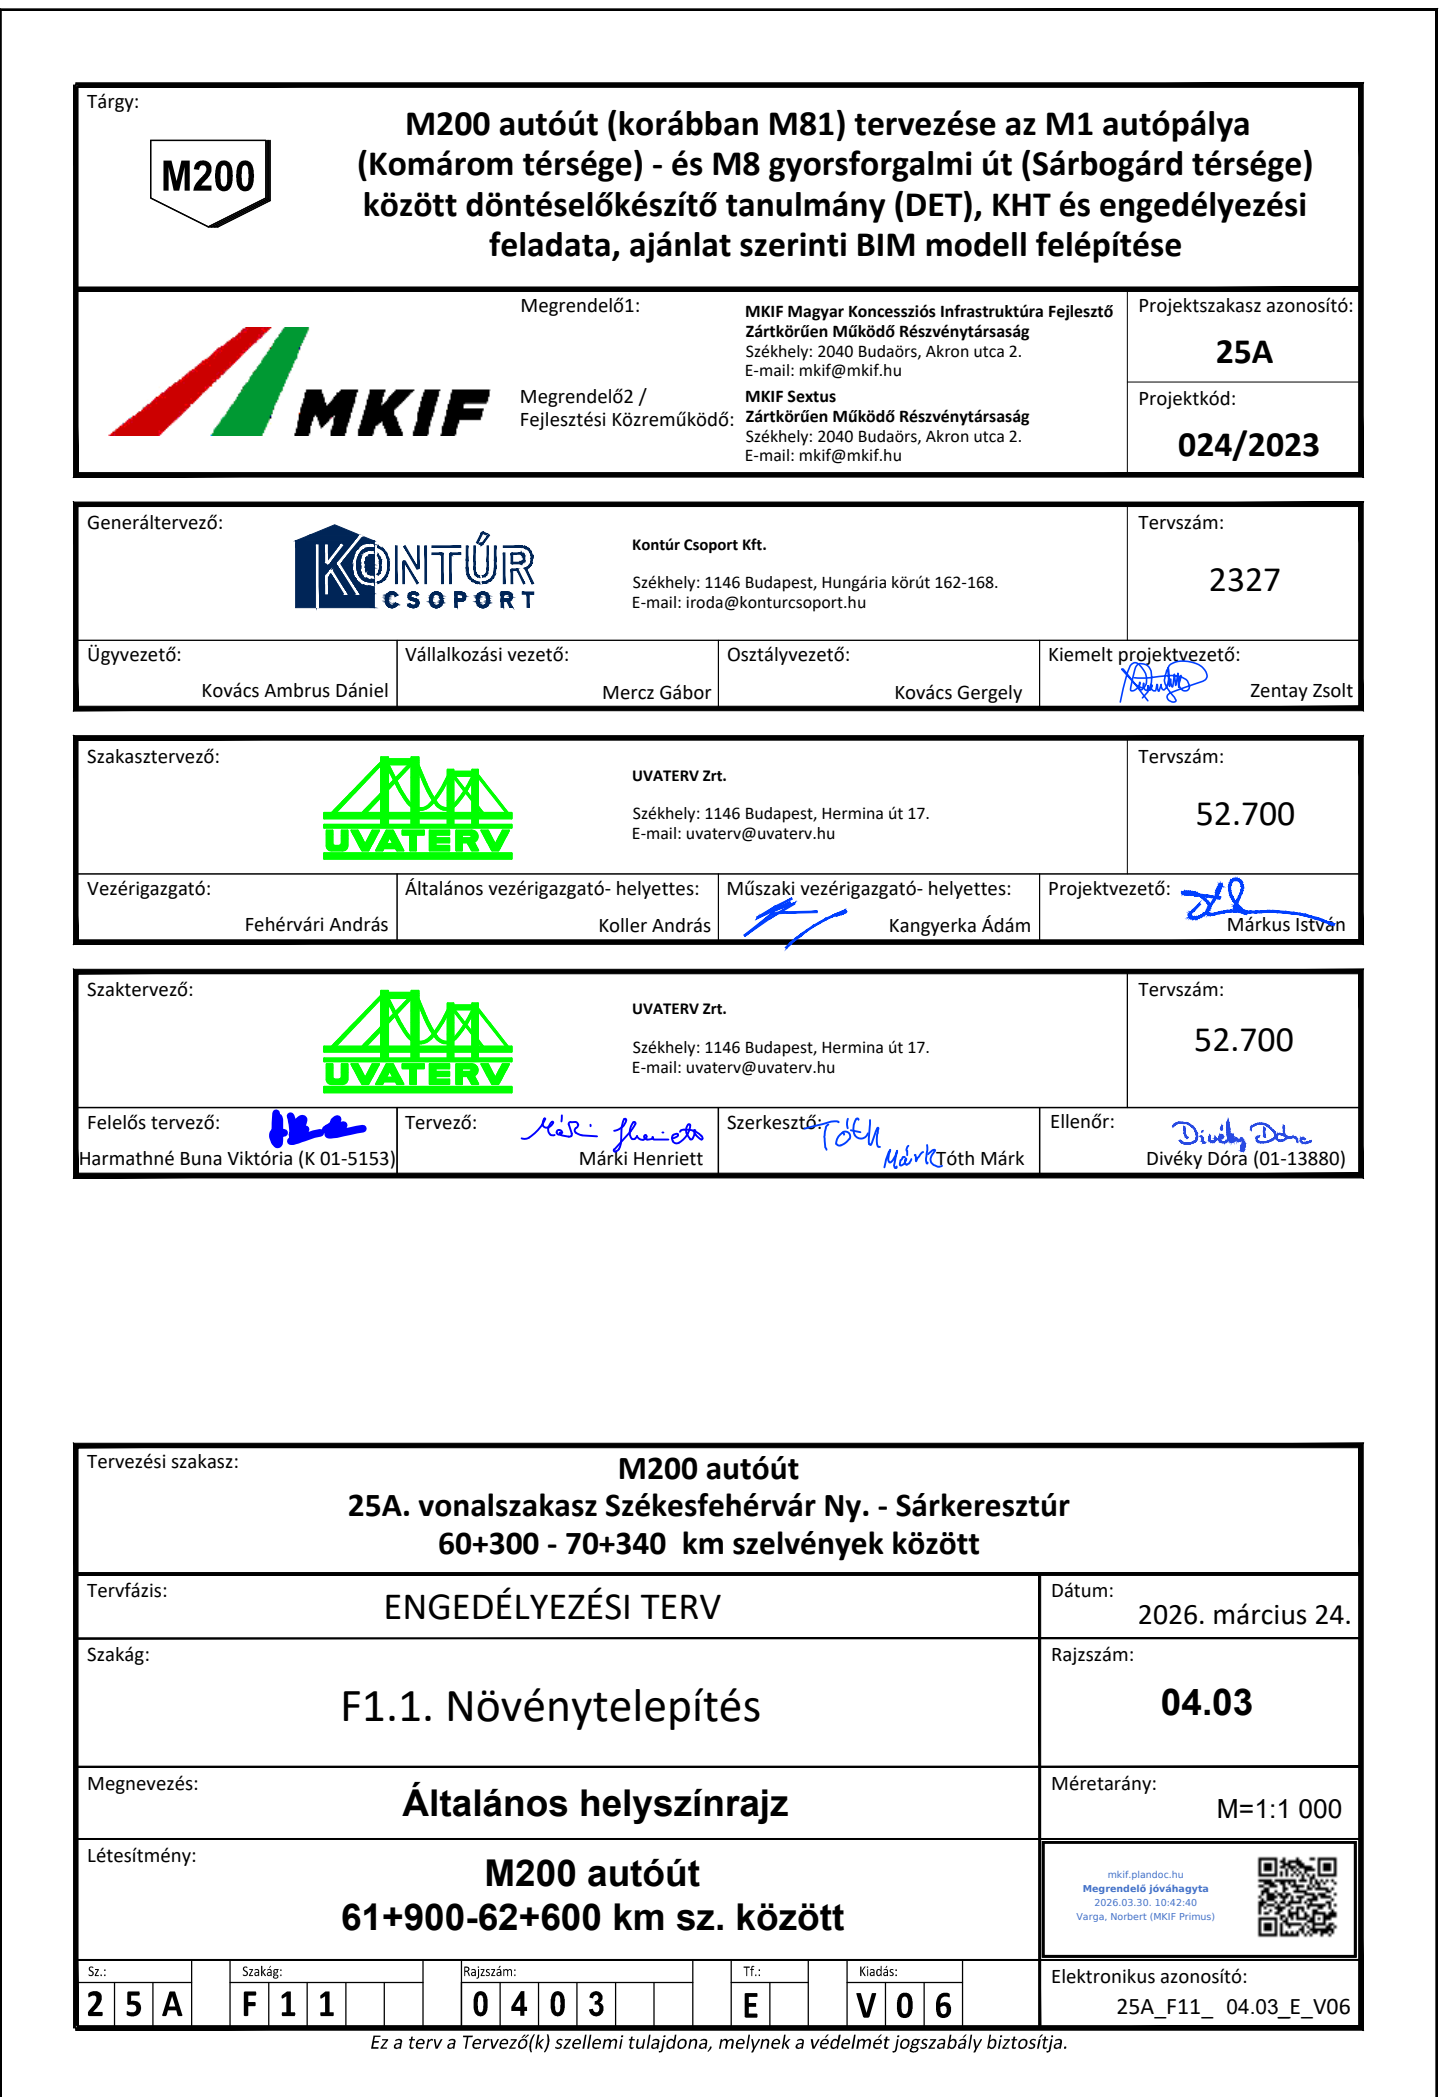 Tárgy:
M200
M200 autóút (korábban M81) tervezése az M1 autópálya
(Komárom térsége) - és M8 gyorsforgalmi út (Sárbogárd térsége)
között döntéselőkészítő tanulmány (DET), KHT és engedélyezési
feladata, ajánlat szerinti BIM modell felépítése
MKIF
Megrendelő1:
MKIF Magyar Koncessziós Infrastruktúra Fejlesztő
Zártkörűen Működő Részvénytársaság
Székhely: 2040 Budaörs, Akron utca 2.
E-mail: mkif@mkif.hu
Megrendelő2 /
Fejlesztési Közreműködő:
MKIF Sextus
Zártkörűen Működő Részvénytársaság
Székhely: 2040 Budaörs, Akron utca 2.
E-mail: mkif@mkif.hu
Projektszakasz azonosító:
25A
Projektkód:
024/2023
Generáltervező:
KONTÚR
CSOPORT
Kontúr Csoport Kft.
Székhely: 1146 Budapest, Hungária körút 162-168.
E-mail: iroda@konturcsoport.hu
Tervszám:
2327
Ügyvezető:
Kovács Ambrus Dániel
Vállalkozási vezető:
Mercz Gábor
Osztályvezető:
Kovács Gergely
Kiemelt projektvezető:
Zentay Zsolt
Szakasztervező:
UVATERV
UVATERV Zrt.
Székhely: 1146 Budapest, Hermina út 17.
E-mail: uvaterv@uvaterv.hu
Tervszám:
52.700
Vezérigazgató:
Fehérvári András
Általános vezérigazgató- helyettes:
Koller András
Műszaki vezérigazgató- helyettes:
Kangyerka Ádám
Projektvezető:
Márkus István
Szaktervező:
UVATERV
UVATERV Zrt.
Székhely: 1146 Budapest, Hermina út 17.
E-mail: uvaterv@uvaterv.hu
Tervszám:
52.700
Felelős tervező:
Harmathné Buna Viktória (K 01-5153)
Tervező:
Márki Henriett
Márki Henriett
Szerkesztő:
Tóth
Márk
Tóth Márk
Ellenőr:
Divéky Dóra
Divéky Dóra (01-13880)
Tervezési szakasz:
M200 autóút
25A. vonalszakasz Székesfehérvár Ny. - Sárkeresztúr
60+300 - 70+340 km szelvények között
Tervfázis:
ENGEDÉLYEZÉSI TERV
Dátum:
2026. március 24.
Szakág:
F1.1. Növénytelepítés
Rajzszám:
04.03
Megnevezés:
Általános helyszínrajz
Méretarány:
M=1:1 000
Létesítmény:
M200 autóút
61+900-62+600 km sz. között
mkif.plandoc.hu
Megrendelő jóváhagyta
2026.03.30. 10:42:40
Varga, Norbert (MKIF Primus)
Sz.: Szakág: Rajzszám: Tf.: Kiadás:
2 5 A F 1 1 0 4 0 3 E V 0 6
Elektronikus azonosító:
25A_F11_ 04.03_E_V06
Ez a terv a Tervező(k) szellemi tulajdona, melynek a védelmét jogszabály biztosítja.